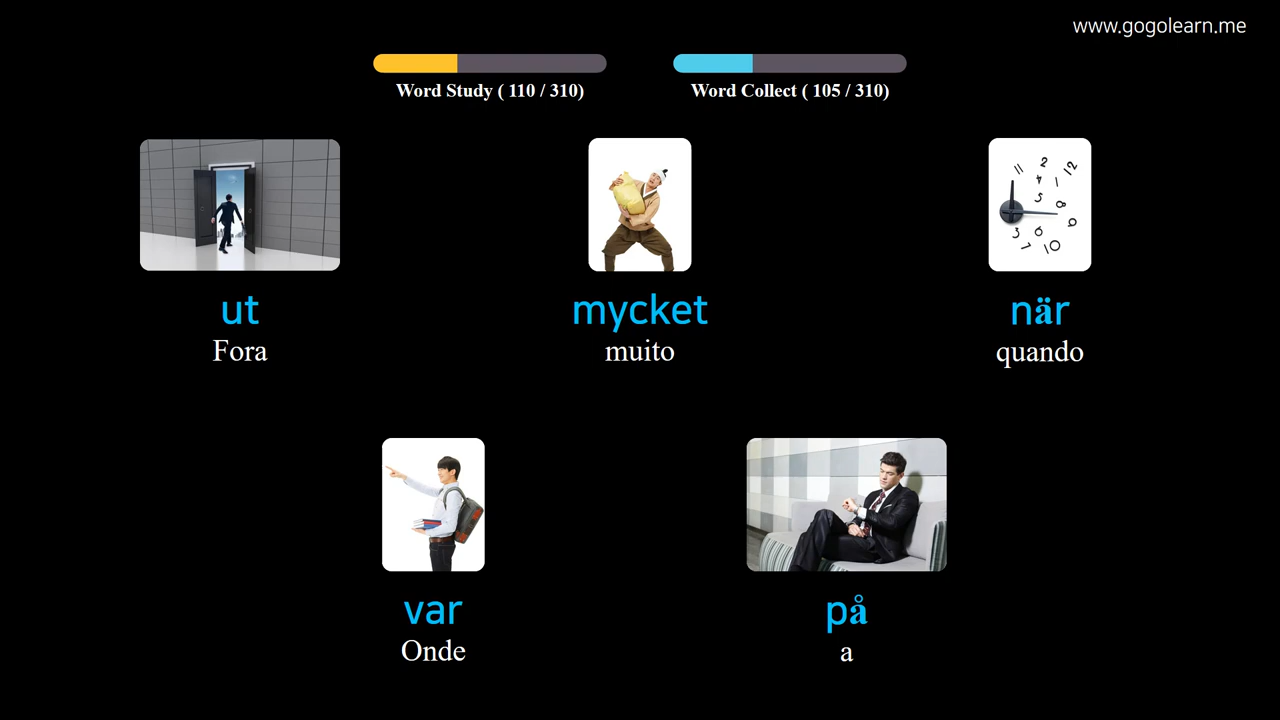 www.gogolearn.me
Word Study ( 110 / 310)
Word Collect ( 105 / 310)
ut
Fora
mycket
muito
när
quando
var
Onde
på
a